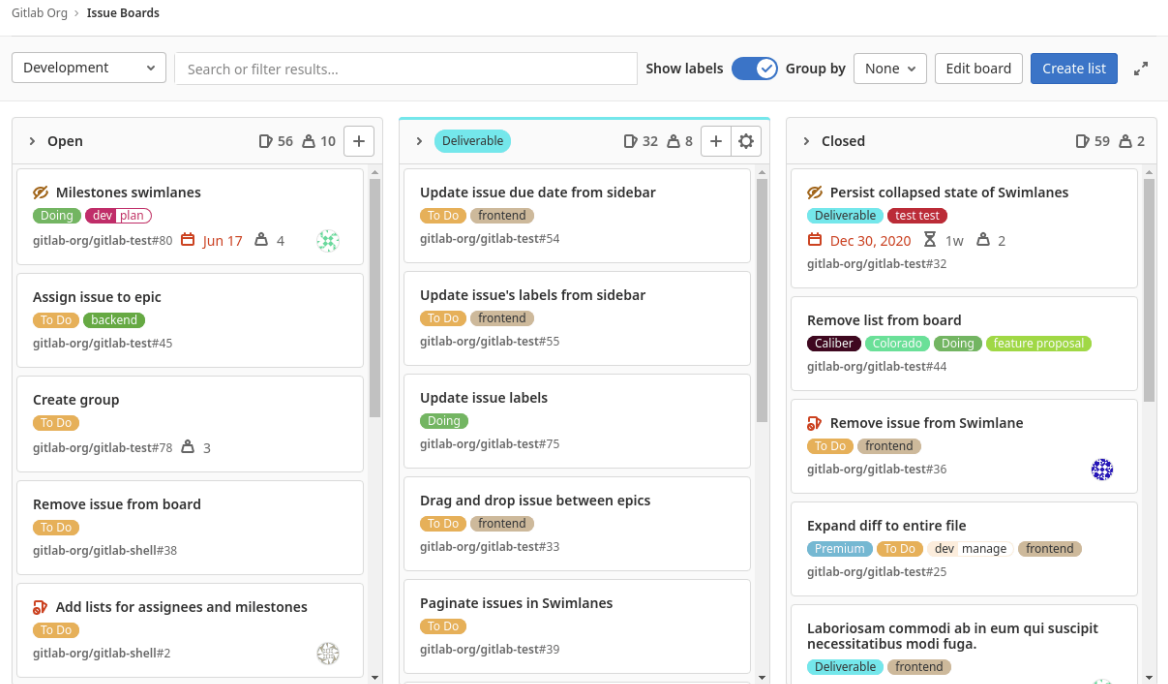 Gitlab Org › Issue Boards
Development
Search or filter results...
Show labels
Group by
None
Edit board
Create list
Open
56
10
Milestones swimlanes
Doing
dev plan
gitlab-org/gitlab-test#80
Jun 17
4
Assign issue to epic
To Do
backend
gitlab-org/gitlab-test#45
Create group
To Do
gitlab-org/gitlab-test#78
3
Remove issue from board
To Do
gitlab-org/gitlab-shell#38
Add lists for assignees and milestones
To Do
gitlab-org/gitlab-shell#2
Deliverable
32
8
Update issue due date from sidebar
To Do
frontend
gitlab-org/gitlab-test#54
Update issue's labels from sidebar
To Do
frontend
gitlab-org/gitlab-test#55
Update issue labels
Doing
gitlab-org/gitlab-test#75
Drag and drop issue between epics
To Do
frontend
gitlab-org/gitlab-test#33
Paginate issues in Swimlanes
To Do
gitlab-org/gitlab-test#39
Closed
59
2
Persist collapsed state of Swimlanes
Deliverable
test test
Dec 30, 2020
1w
2
gitlab-org/gitlab-test#32
Remove list from board
Caliber
Colorado
Doing
feature proposal
gitlab-org/gitlab-test#44
Remove issue from Swimlane
To Do
frontend
gitlab-org/gitlab-test#36
Expand diff to entire file
Premium
To Do
dev manage
frontend
gitlab-org/gitlab-test#25
Laboriosam commodi ab in eum qui suscipit
necessitatibus modi fuga.
Deliverable
frontend